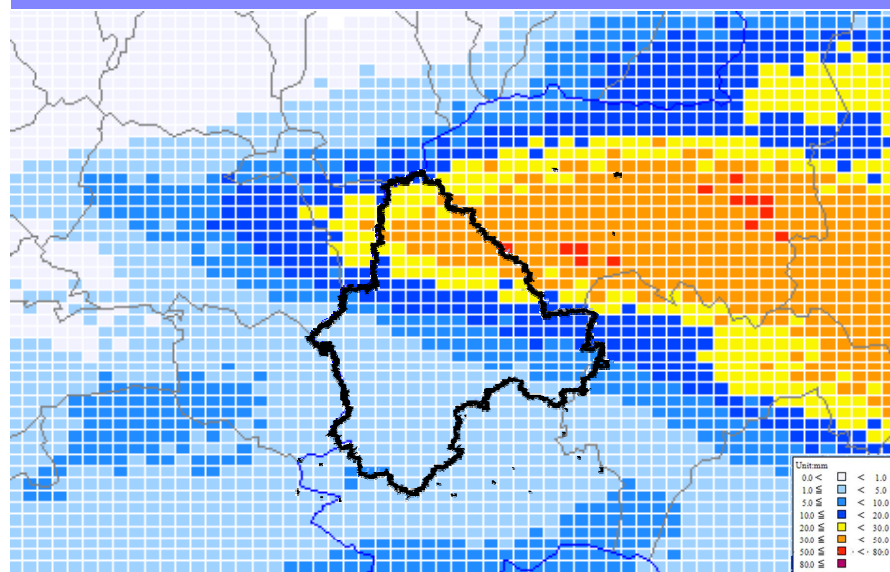 Unit:mm
0.0 < < 1.0
1.0 ≦ < 5.0
5.0 ≦ < 10.0
10.0 ≦ < 20.0
20.0 ≦ < 30.0
30.0 ≦ < 50.0
50.0 ≦ < 80.0
80.0 ≦